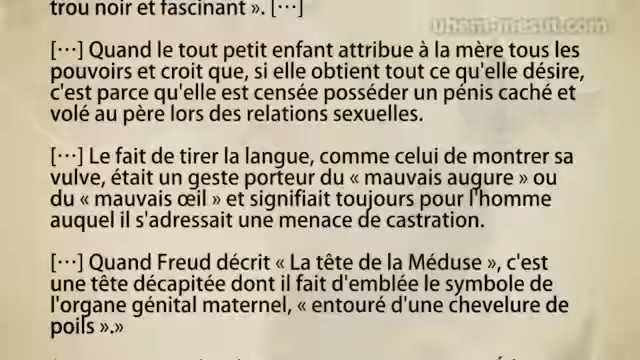 trou noir et fascinant ». […]
uhem-mesut.com
[…] Quand le tout petit enfant attribue à la mère tous les
pouvoirs et croit que, si elle obtient tout ce qu'elle désire,
c'est parce qu'elle est censée posséder un pénis caché et
volé au père lors des relations sexuelles.
[…] Le fait de tirer la langue, comme celui de montrer sa
vulve, était un geste porteur du « mauvais augure » ou
du « mauvais œil » et signifiait toujours pour l'homme
auquel il s'adressait une menace de castration.
[…] Quand Freud décrit « La tête de la Méduse », c'est
une tête décapitée dont il fait d'emblée le symbole de
l'organe génital maternel, « entouré d'une chevelure de
poils ».»